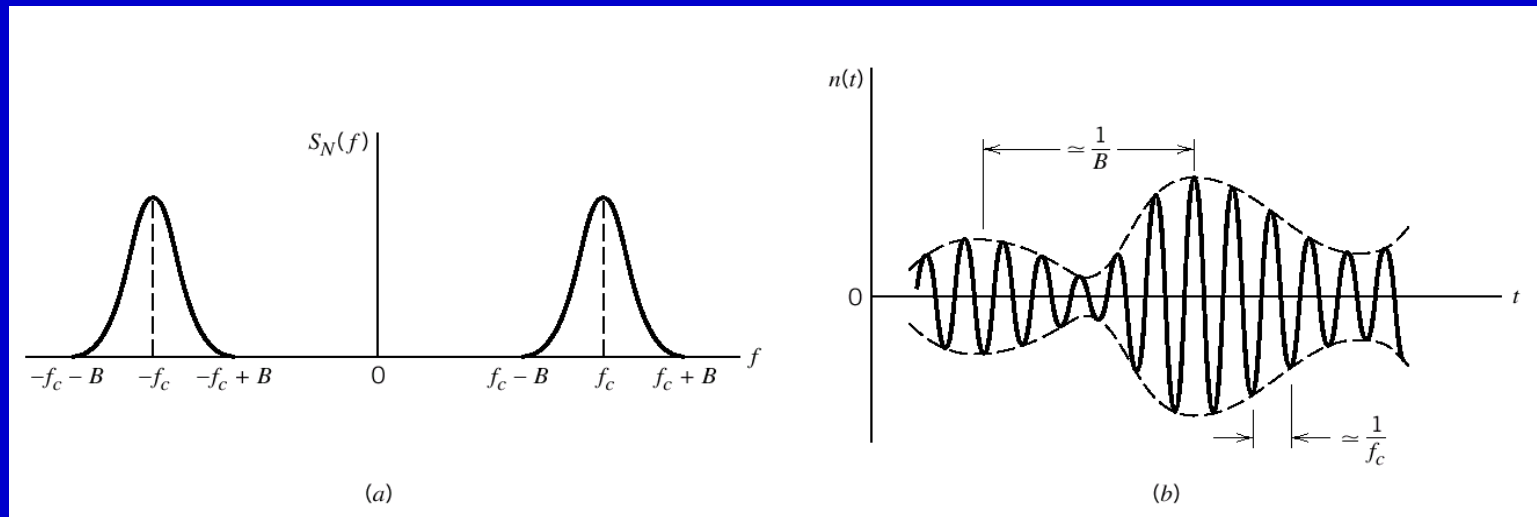 S_N(f)
−f_c − B −f_c −f_c + B 0 f_c − B f_c f_c + B f
(a)
n(t)
≃ 1/B
0 t
≃ 1/f_c
(b)